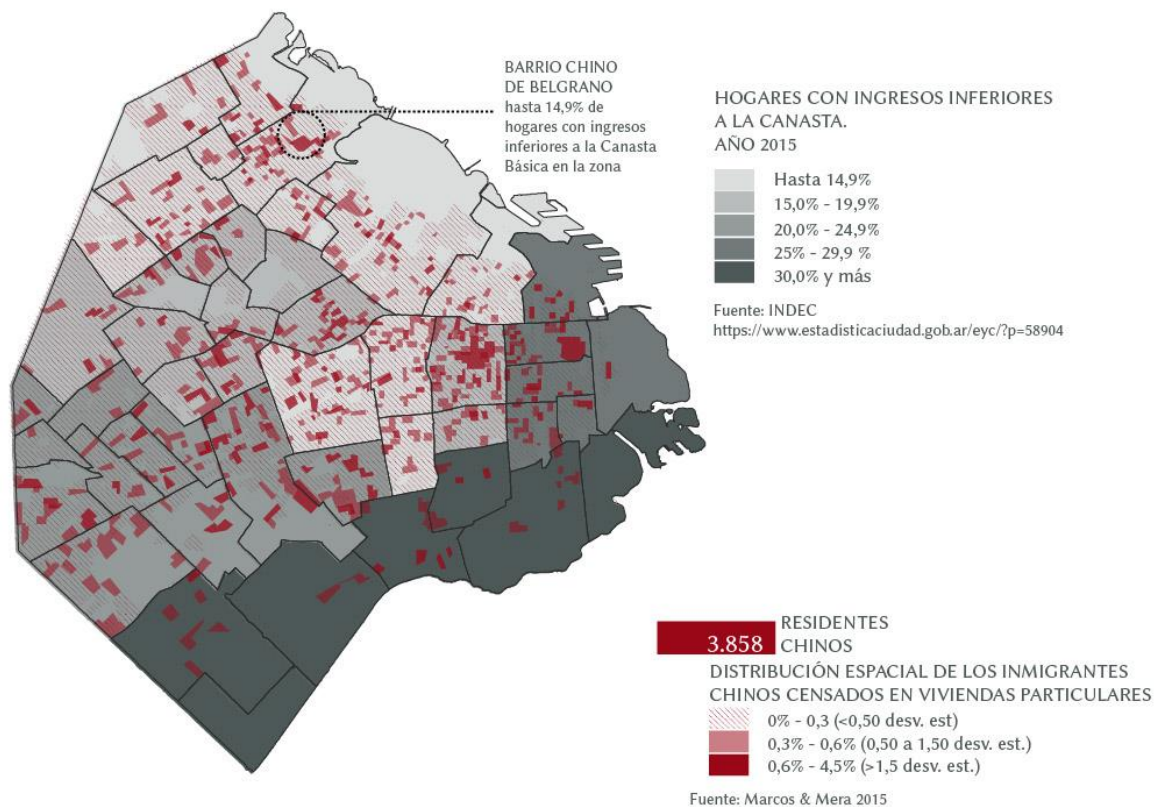 BARRIO CHINO
DE BELGRANO
hasta 14,9% de
hogares con ingresos
inferiores a la Canasta
Básica en la zona
HOGARES CON INGRESOS INFERIORES
A LA CANASTA.
AÑO 2015
Hasta 14,9%
15,0% - 19,9%
20,0% - 24,9%
25% - 29,9 %
30,0% y más
Fuente: INDEC
https://www.estadisticaciudad.gob.ar/eyc/?p=58904
3.858 RESIDENTES
CHINOS
DISTRIBUCIÓN ESPACIAL DE LOS INMIGRANTES
CHINOS CENSADOS EN VIVIENDAS PARTICULARES
0% - 0,3 (<0,50 desv. est)
0,3% - 0,6% (0,50 a 1,50 desv. est.)
0,6% - 4,5% (>1,5 desv. est.)
Fuente: Marcos & Mera 2015